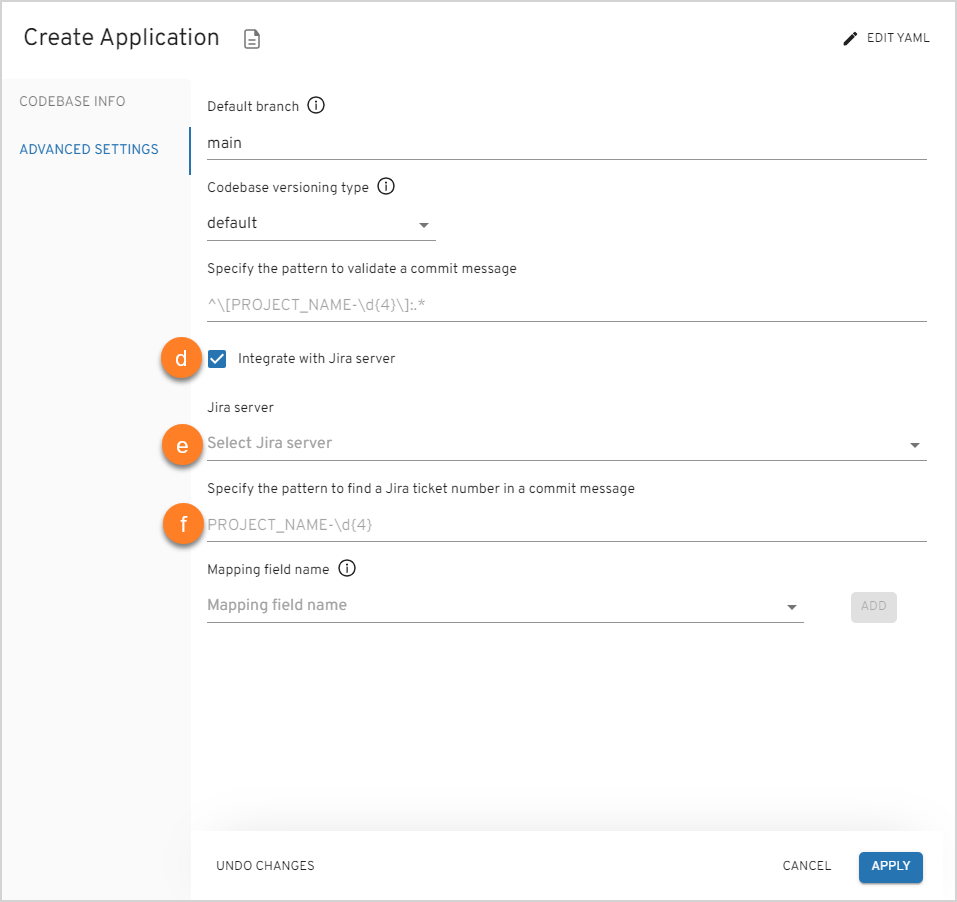 Create Application
EDIT YAML
CODEBASE INFO
ADVANCED SETTINGS
Default branch
main
Codebase versioning type
default
Specify the pattern to validate a commit message
^\[PROJECT_NAME-\d{4}\]:.*
d
Integrate with Jira server
Jira server
e
Select Jira server
Specify the pattern to find a Jira ticket number in a commit message
f
PROJECT_NAME-\d{4}
Mapping field name
Mapping field name
ADD
UNDO CHANGES
CANCEL
APPLY